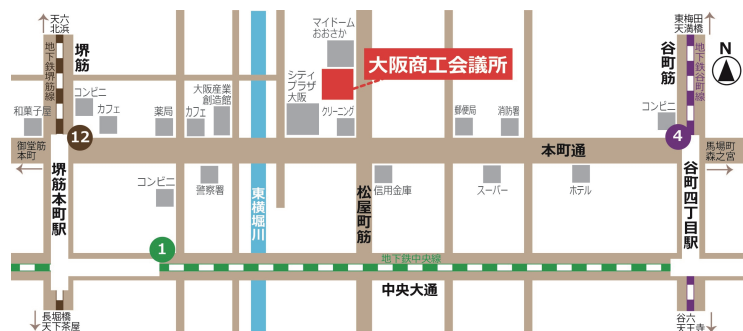 天六
北浜
堺筋
地下鉄堺筋線
マイドーム
おおさか
大阪商工会議所
東梅田
天満橋
谷町筋
地下鉄谷町線
N
和菓子屋
コンビニ
カフェ
薬局
カフェ
大阪産業
創造館
シティ
プラザ
大阪
クリーニング
郵便局
消防署
コンビニ
12
4
御堂筋
本町
本町通
馬場町
森之宮
堺筋本町駅
コンビニ
警察署
東横堀川
松屋町筋
信用金庫
スーパー
ホテル
谷町四丁目駅
1
地下鉄中央線
中央大通
長堀橋
天下茶屋
谷六
天王寺